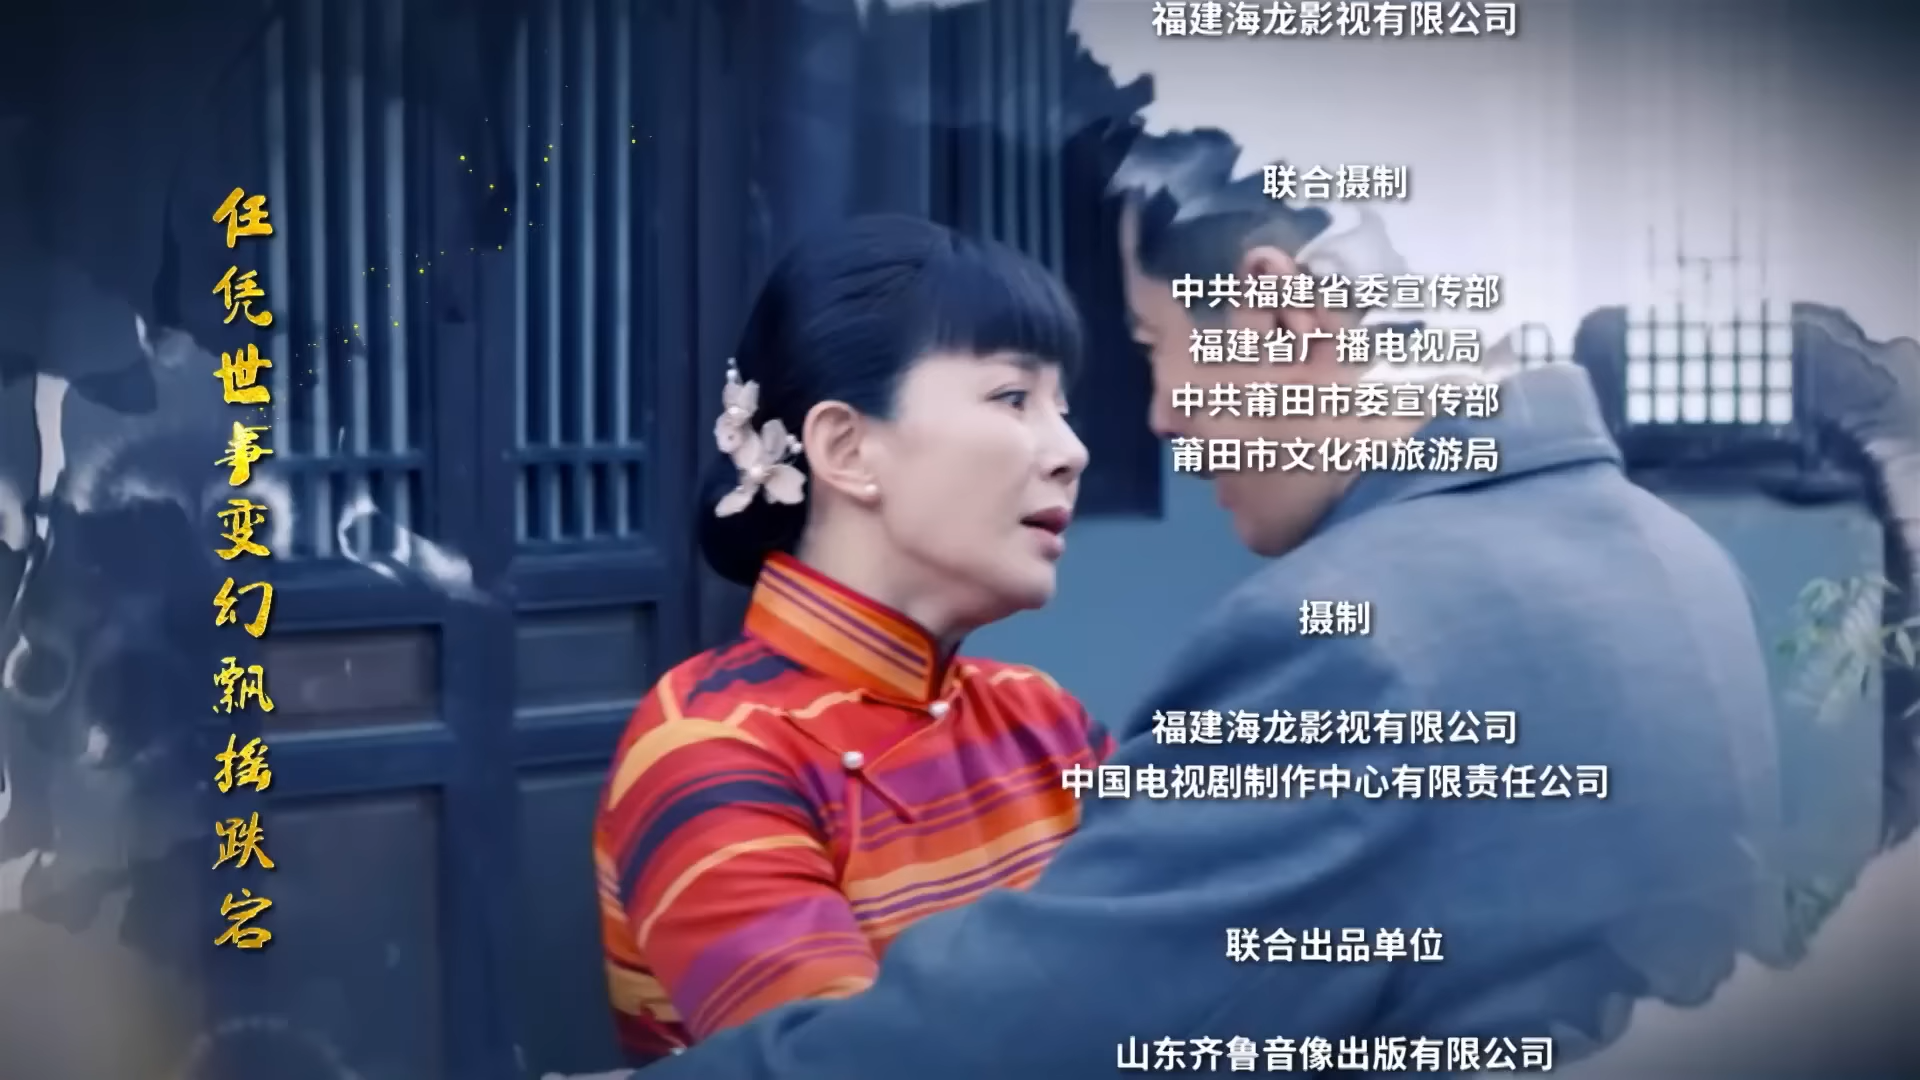 任凭世事变幻飘摇跌宕
福建海龙影视有限公司
联合摄制
中共福建省委宣传部
福建省广播电视局
中共莆田市委宣传部
莆田市文化和旅游局
摄制
福建海龙影视有限公司
中国电视剧制作中心有限责任公司
联合出品单位
山东齐鲁音像出版有限公司